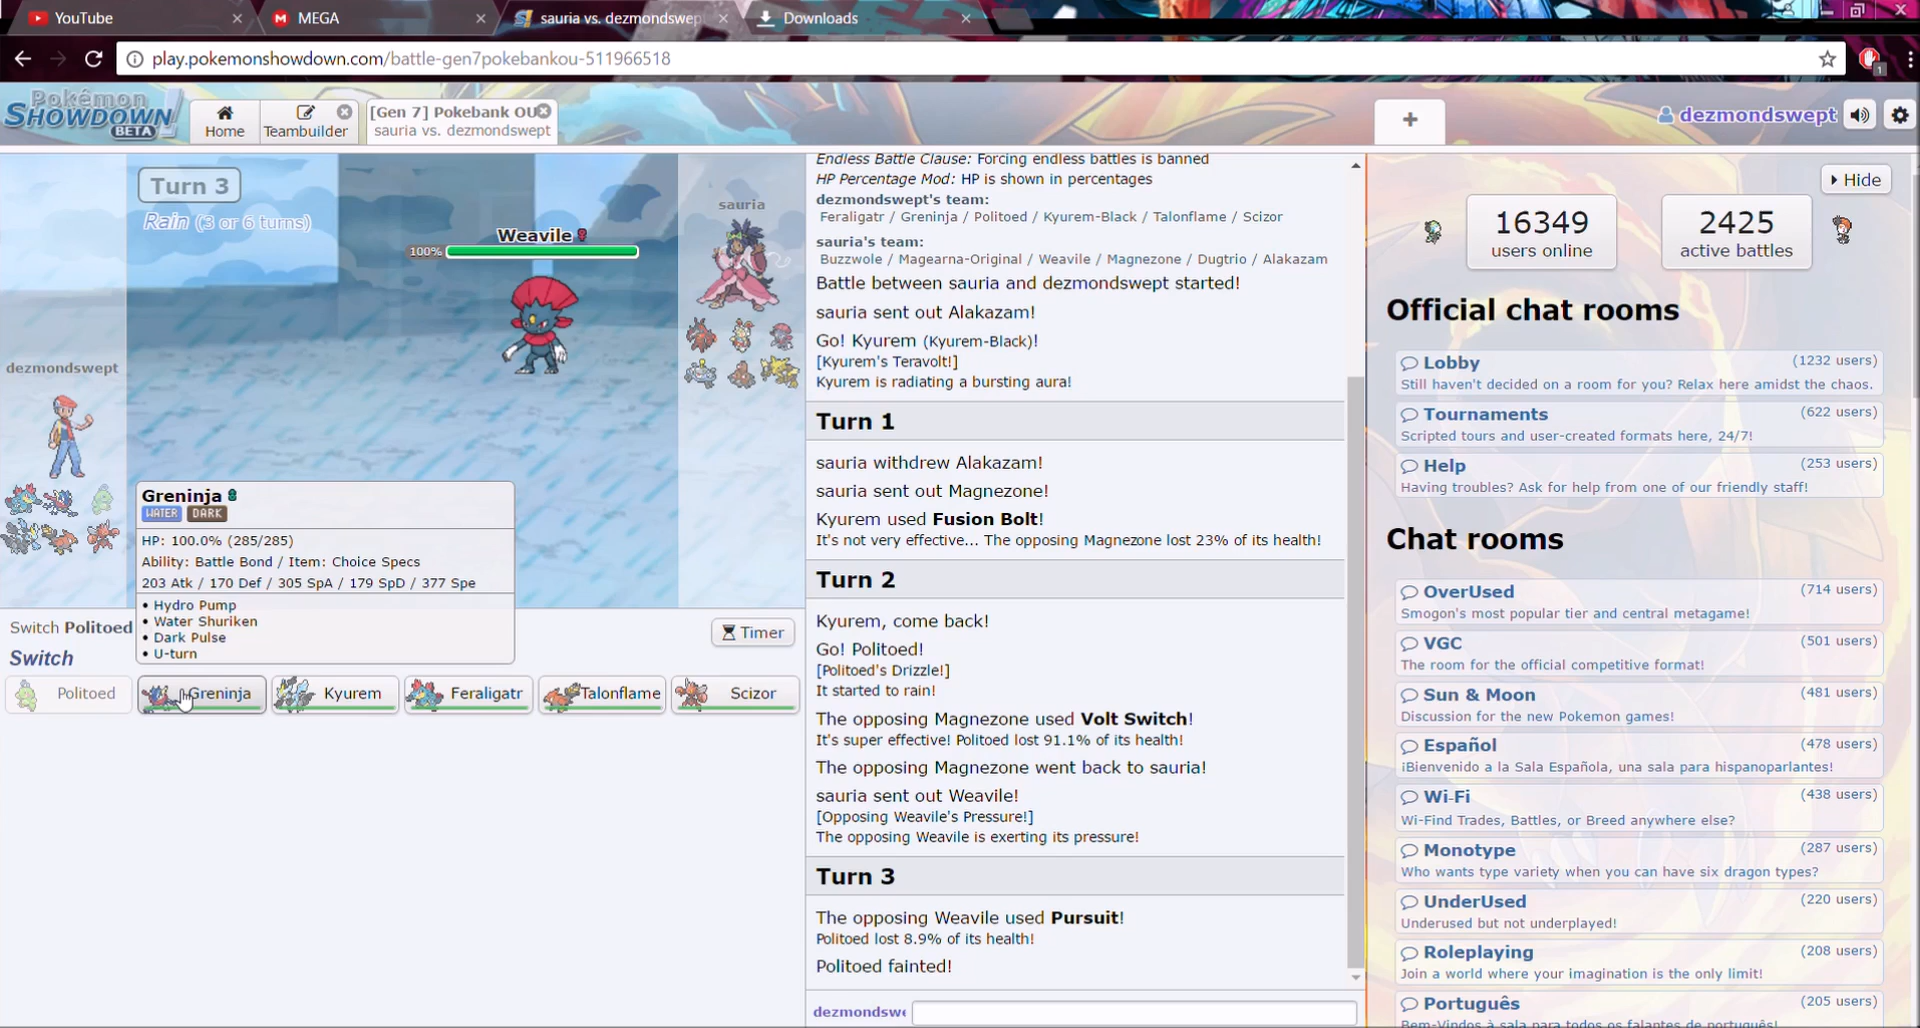 YouTube
MEGA
sauria vs. dezmondswep
Downloads
play.pokemonshowdown.com/battle-gen7pokebankou-511966518
1
Pokémon
SHOWDOWN
BETA
Home
Teambuilder
[Gen 7] Pokebank OU
sauria vs. dezmondswept
+
dezmondswept
Turn 3
Rain (3 or 6 turns)
Weavile
100%
sauria
dezmondswept
Greninja
WATER DARK
HP: 100.0% (285/285)
Ability: Battle Bond / Item: Choice Specs
203 Atk / 170 Def / 305 SpA / 179 SpD / 377 Spe
• Hydro Pump
• Water Shuriken
• Dark Pulse
• U-turn
Switch Politoed
Timer
Switch
Politoed
Greninja
Kyurem
Feraligatr
Talonflame
Scizor
Endless Battle Clause: Forcing endless battles is banned
HP Percentage Mod: HP is shown in percentages
dezmondswept's team:
Feraligatr / Greninja / Politoed / Kyurem-Black / Talonflame / Scizor
sauria's team:
Buzzwole / Magearna-Original / Weavile / Magnezone / Dugtrio / Alakazam
Battle between sauria and dezmondswept started!
sauria sent out Alakazam!
Go! Kyurem (Kyurem-Black)!
[Kyurem's Teravolt!]
Kyurem is radiating a bursting aura!
Turn 1
sauria withdrew Alakazam!
sauria sent out Magnezone!
Kyurem used Fusion Bolt!
It's not very effective... The opposing Magnezone lost 23% of its health!
Turn 2
Kyurem, come back!
Go! Politoed!
[Politoed's Drizzle!]
It started to rain!
The opposing Magnezone used Volt Switch!
It's super effective! Politoed lost 91.1% of its health!
The opposing Magnezone went back to sauria!
sauria sent out Weavile!
[Opposing Weavile's Pressure!]
The opposing Weavile is exerting its pressure!
Turn 3
The opposing Weavile used Pursuit!
Politoed lost 8.9% of its health!
Politoed fainted!
dezmondswe
Hide
16349
users online
2425
active battles
Official chat rooms
Lobby (1232 users)
Still haven't decided on a room for you? Relax here amidst the chaos.
Tournaments (622 users)
Scripted tours and user-created formats here, 24/7!
Help (253 users)
Having troubles? Ask for help from one of our friendly staff!
Chat rooms
OverUsed (714 users)
Smogon's most popular tier and central metagame!
VGC (501 users)
The room for the official competitive format!
Sun & Moon (481 users)
Discussion for the new Pokemon games!
Español (478 users)
¡Bienvenido a la Sala Española, una sala para hispanoparlantes!
Wi-Fi (438 users)
Wi-Find Trades, Battles, or Breed anywhere else?
Monotype (287 users)
Who wants type variety when you can have six dragon types?
UnderUsed (220 users)
Underused but not underplayed!
Roleplaying (208 users)
Join a world where your imagination is the only limit!
Português (205 users)
Bem-Vindos à sala para todos os falantes de português!